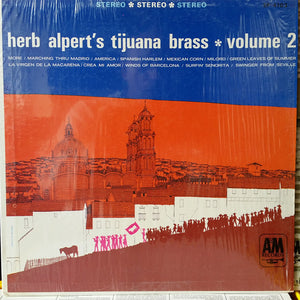 STEREO ★ STEREO ★ STEREO
herb alpert's tijuana brass ★ volume 2
MORE / MARCHING THRU MADRID / AMERICA / SPANISH HARLEM / MEXICAN CORN / MILORD / GREEN LEAVES OF SUMMER
LA VIRGEN DE LA MACARENA / CREA MI AMOR / WINDS OF BARCELONA / SURFIN' SENORITA / SWINGER FROM SEVILLE
A&M
RECORDS